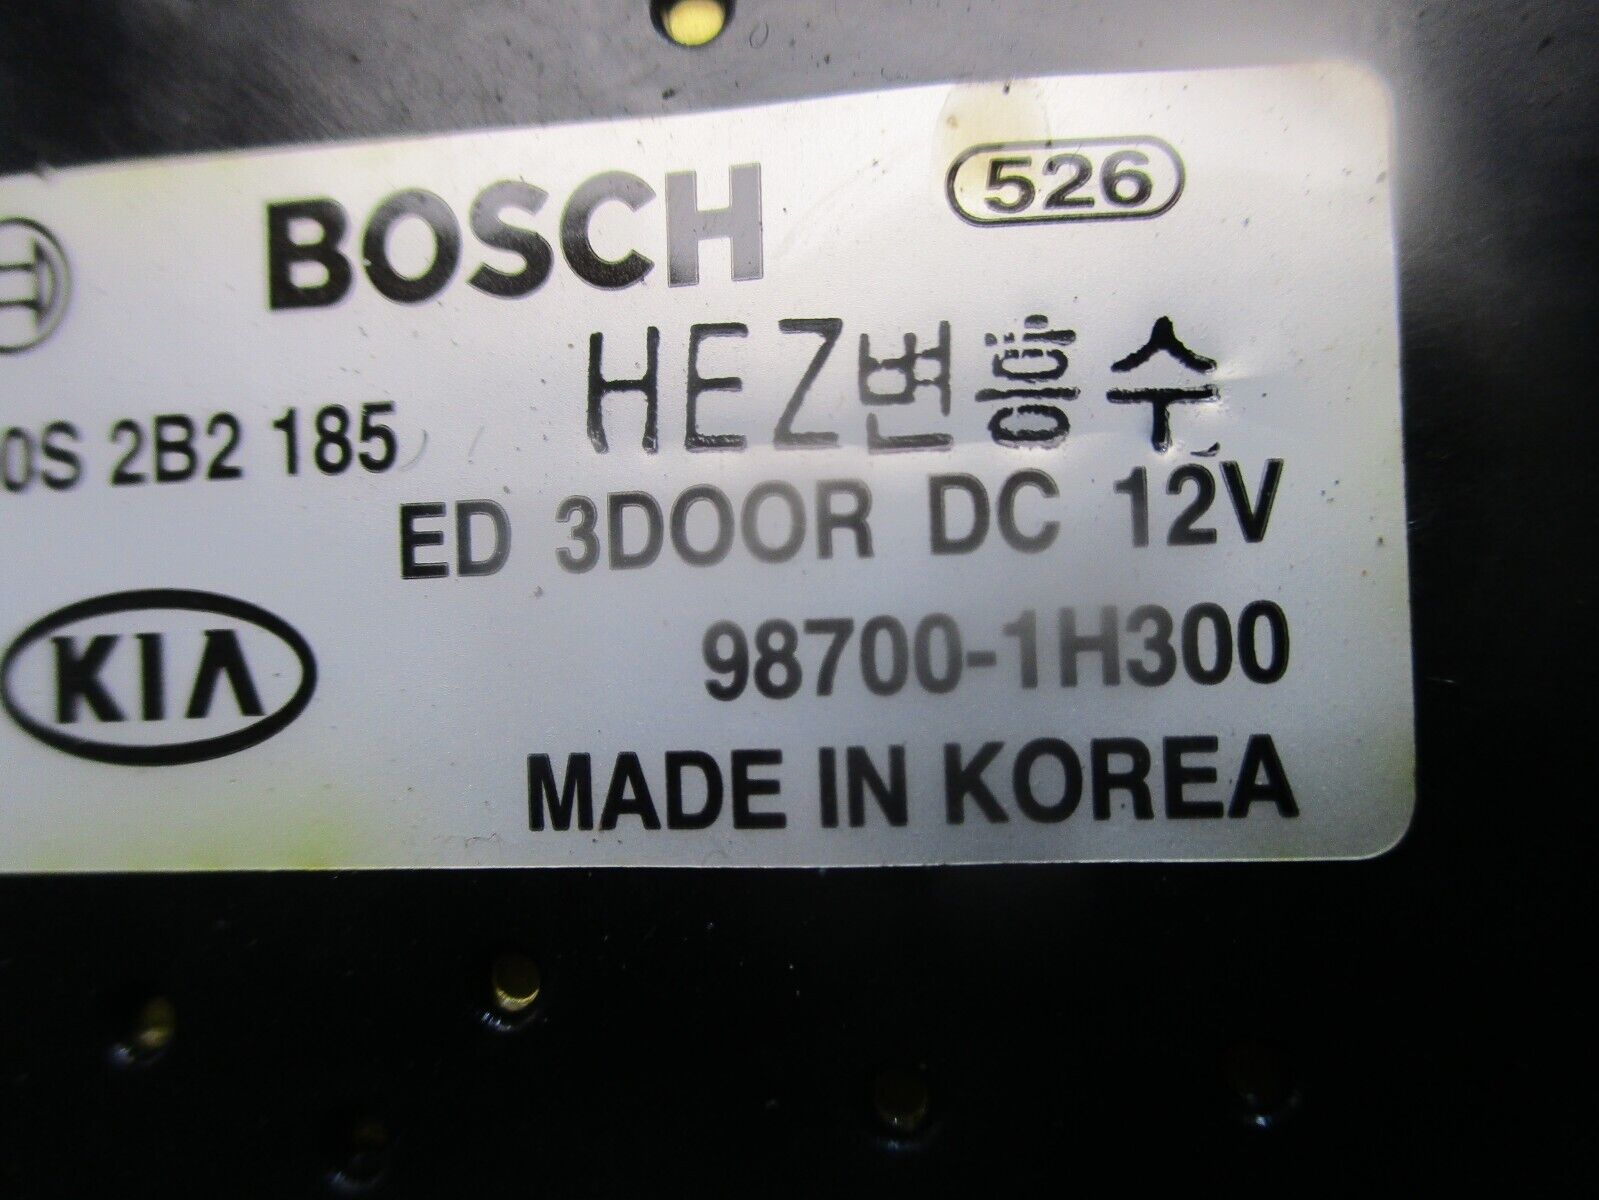 BOSCH 526
HEZ변흥수
0S 2B2 185
ED 3DOOR DC 12V
KIA 98700-1H300
MADE IN KOREA